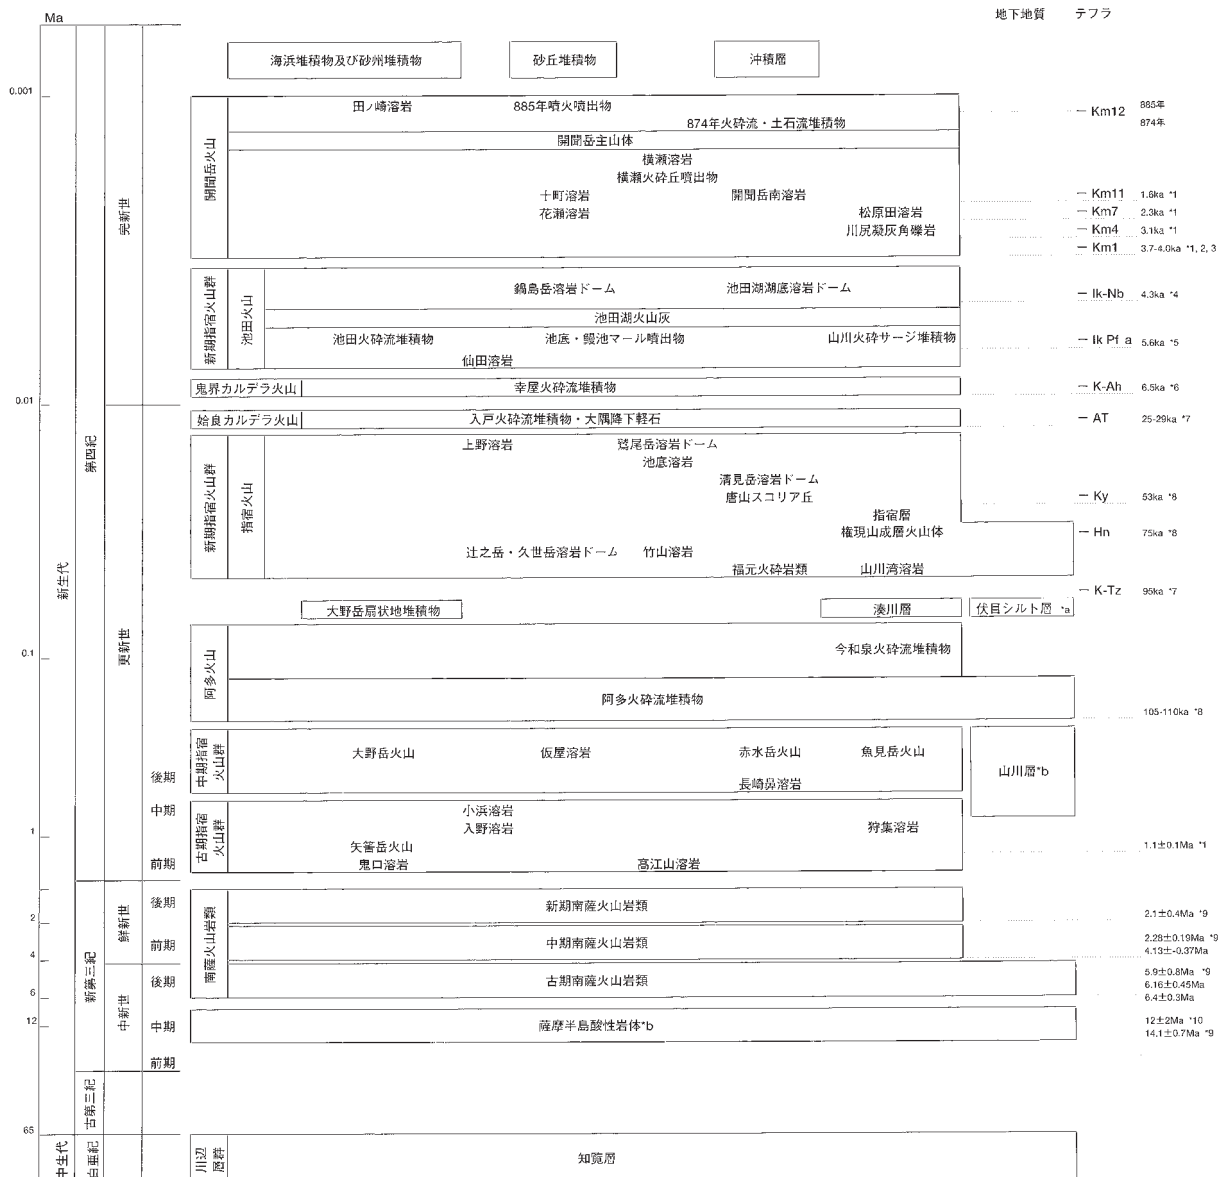 Ma
地下地質 テフラ
海浜堆積物及び砂州堆積物 砂丘堆積物 沖積層
0.001
田ノ崎溶岩 885年噴火噴出物
Km12 885年
874年
874年火砕流・土石流堆積物
開聞岳主山体
開聞岳火山
横瀬溶岩
横瀬火砕丘噴出物
十町溶岩 開聞岳南溶岩
Km11 1.6ka *1
花瀬溶岩 松原田溶岩
Km7 2.3ka *1
川尻凝灰角礫岩
Km4 3.1ka *1
Km1 3.7-4.0ka *1, 2, 3
完新世
新期指宿火山群
池田火山
鍋島岳溶岩ドーム 池田湖湖底溶岩ドーム
Ik-Nb 4.3ka *4
池田湖火山灰
池田火砕流堆積物 池底・鰻池マール噴出物 山川火砕サージ堆積物
Ik Pf a 5.6ka *5
仙田溶岩
鬼界カルデラ火山 幸屋火砕流堆積物
K-Ah 6.5ka *6
0.01
姶良カルデラ火山 入戸火砕流堆積物・大隅降下軽石
AT 25-29ka *7
第四紀
新期指宿火山群
指宿火山
上野溶岩 鷲尾岳溶岩ドーム
池底溶岩
清見岳溶岩ドーム
唐山スコリア丘
Ky 53ka *8
指宿層
権現山成層火山体
Hn 75ka *8
辻之岳・久世岳溶岩ドーム 竹山溶岩
福元火砕岩類 山川湾溶岩
K-Tz 95ka *7
新生代
更新世
大野岳扇状地堆積物 湊川層 伏目シルト層 *a
0.1
阿多火山
今和泉火砕流堆積物
阿多火砕流堆積物
105-110ka *8
中期指宿火山群
大野岳火山 仮屋溶岩 赤水岳火山 魚見岳火山
山川層*b
後期
長崎鼻溶岩
古期指宿火山群
中期
小浜溶岩
入野溶岩 狩集溶岩
1
矢筈岳火山
1.1±0.1Ma *1
前期
鬼口溶岩 高江山溶岩
新第三紀
鮮新世
後期
南薩火山岩類
新期南薩火山岩類
2
2.1±0.4Ma *9
前期
中期南薩火山岩類
2.28±0.19Ma *9
4
4.13±-0.37Ma
中新世
後期
古期南薩火山岩類
5.9±0.8Ma *9
6.16±0.45Ma
6
6.4±0.3Ma
12
中期
薩摩半島酸性岩体*b
12±2Ma *10
14.1±0.7Ma *9
前期
古第三紀
65
中生代
白亜紀
川辺層群
知覧層